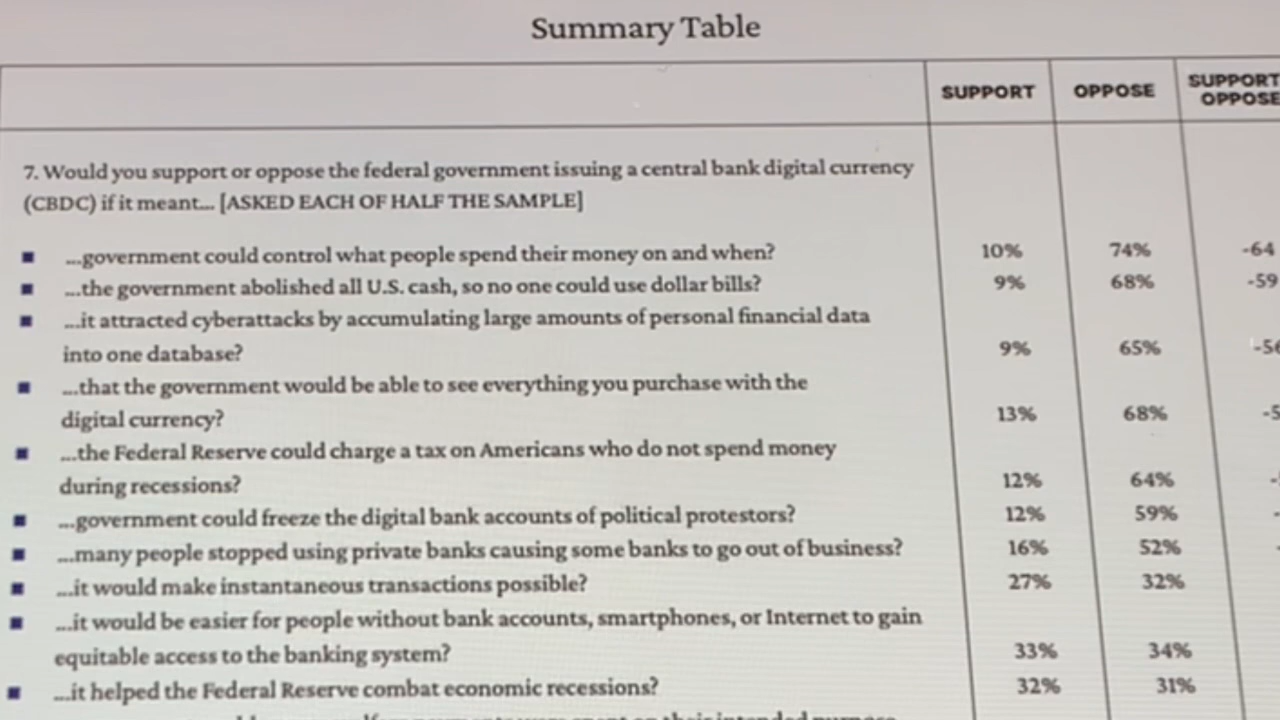 Summary Table
SUPPORT OPPOSE SUPPORT
OPPOSE
7. Would you support or oppose the federal government issuing a central bank digital currency
(CBDC) if it meant... [ASKED EACH OF HALF THE SAMPLE]
...government could control what people spend their money on and when? 10% 74% -64
...the government abolished all U.S. cash, so no one could use dollar bills? 9% 68% -59
...it attracted cyberattacks by accumulating large amounts of personal financial data
into one database? 9% 65%
...that the government would be able to see everything you purchase with the
digital currency? 13% 68%
...the Federal Reserve could charge a tax on Americans who do not spend money
during recessions? 12% 64%
...government could freeze the digital bank accounts of political protestors? 12% 59%
...many people stopped using private banks causing some banks to go out of business? 16% 52%
...it would make instantaneous transactions possible? 27% 32%
...it would be easier for people without bank accounts, smartphones, or Internet to gain
equitable access to the banking system? 33% 34%
...it helped the Federal Reserve combat economic recessions? 32% 31%